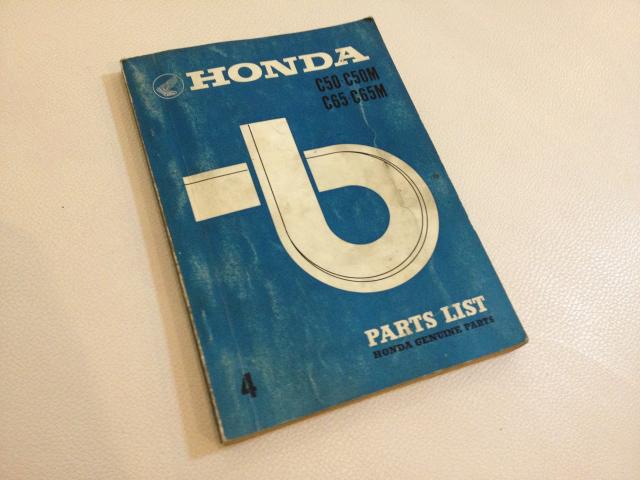 HONDA
C50 C50M
C65 C65M
PARTS LIST
HONDA GENUINE PARTS
4